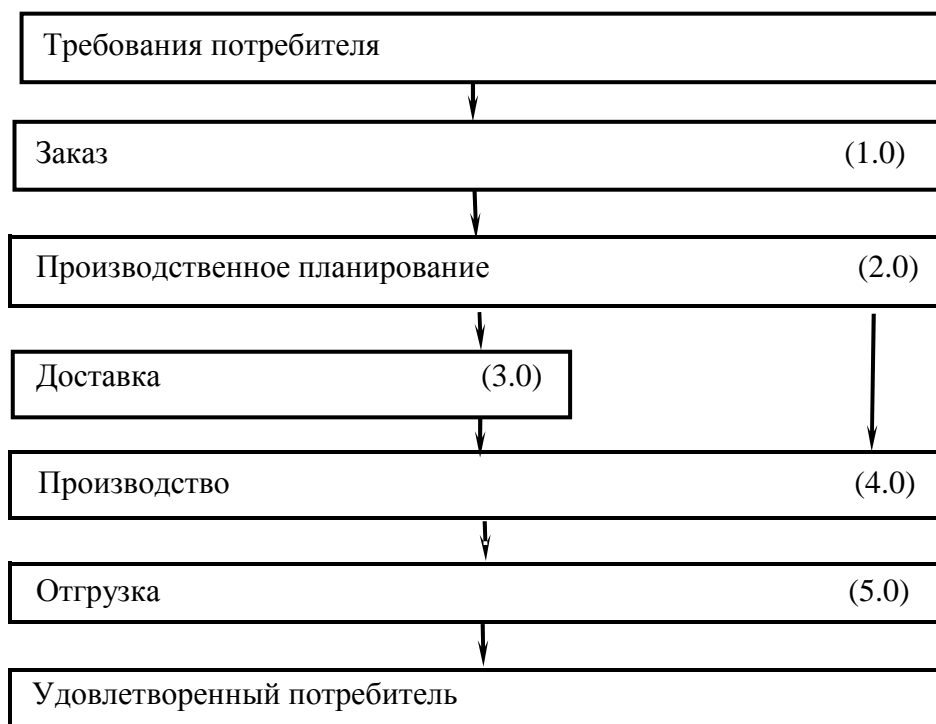 Требования потребителя
Заказ (1.0)
Производственное планирование (2.0)
Доставка (3.0)
Производство (4.0)
Отгрузка (5.0)
Удовлетворенный потребитель